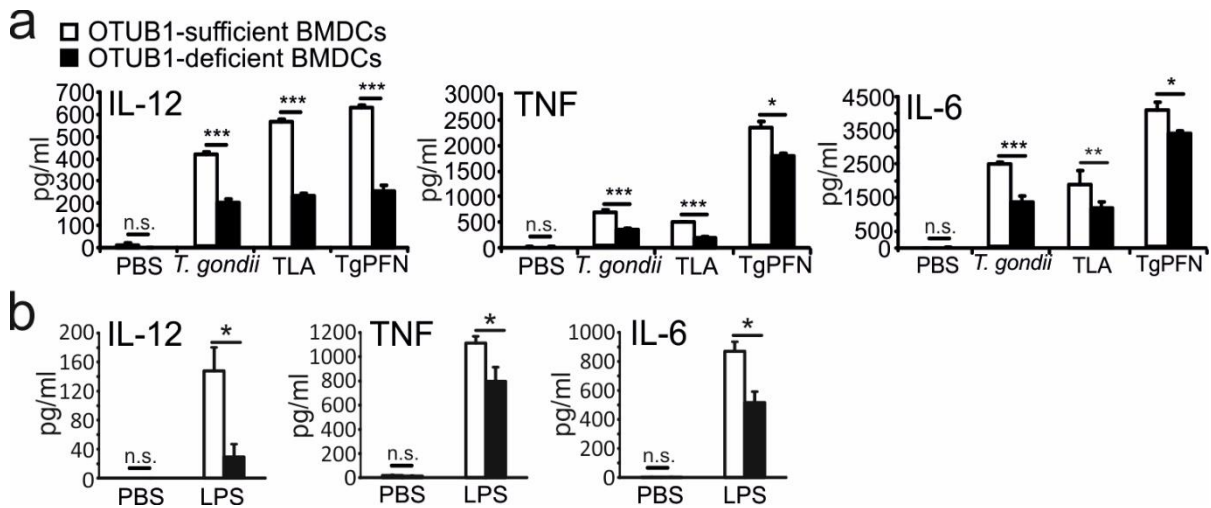 a
OTUB1-sufficient BMDCs
OTUB1-deficient BMDCs
IL-12
pg/ml
700
600
500
400
300
200
100
0
n.s.
***
***
***
PBS
T. gondii
TLA
TgPFN
TNF
pg/ml
3000
2500
2000
1500
1000
500
0
n.s.
***
***
*
PBS
T. gondii
TLA
TgPFN
IL-6
pg/ml
4500
3500
2500
1500
0
n.s.
***
**
*
PBS
T. gondii
TLA
TgPFN
b
IL-12
pg/ml
200
160
120
80
40
0
n.s.
*
PBS
LPS
TNF
pg/ml
1200
1000
800
600
400
200
0
n.s.
*
PBS
LPS
IL-6
pg/ml
1000
800
600
400
200
0
n.s.
*
PBS
LPS